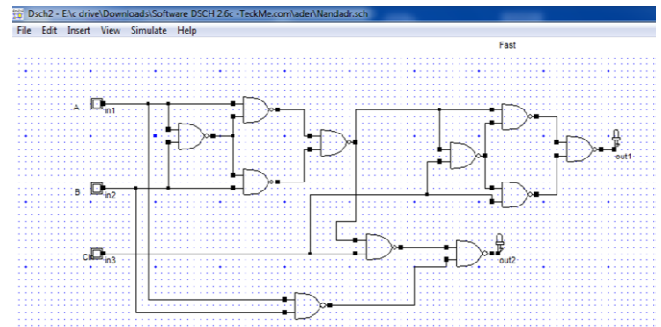 Dsch2 - E:\c drive\Downloads\Software DSCH 2.6c -TeckMe.com\ader\Nandadr.sch
File Edit Insert View Simulate Help
Fast
A
in1
out1
B
in2
C
in3
out2